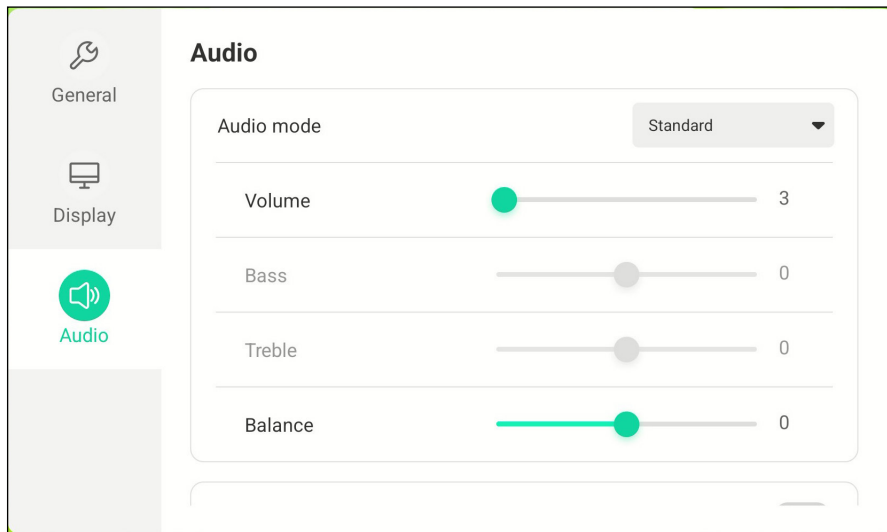 General
Display
Audio
Audio
Audio mode Standard
Volume 3
Bass 0
Treble 0
Balance 0